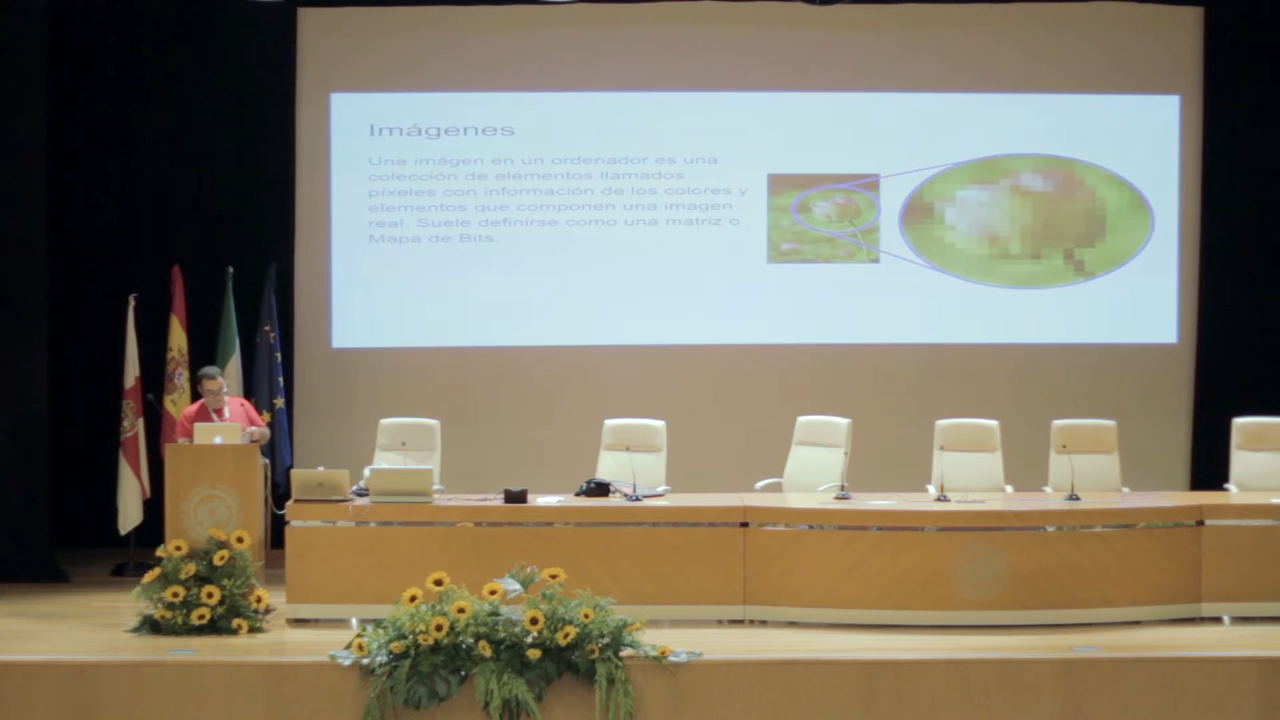 Imágenes
Una imágen en un ordenador es una
colección de elementos llamados
píxeles con información de los colores y
elementos que componen una imagen
real. Suele definirse como una matriz o
Mapa de Bits.